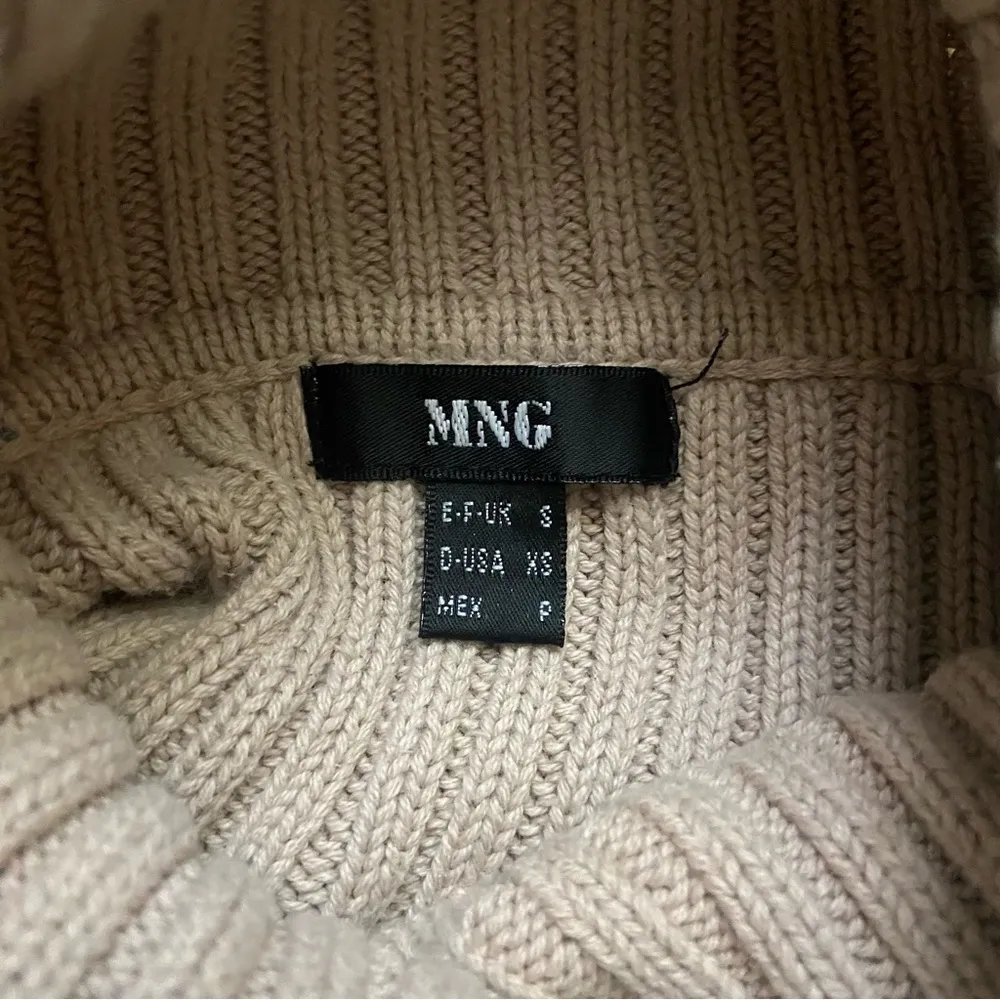 MNG
E-F-UK S
D-USA XS
MEX P